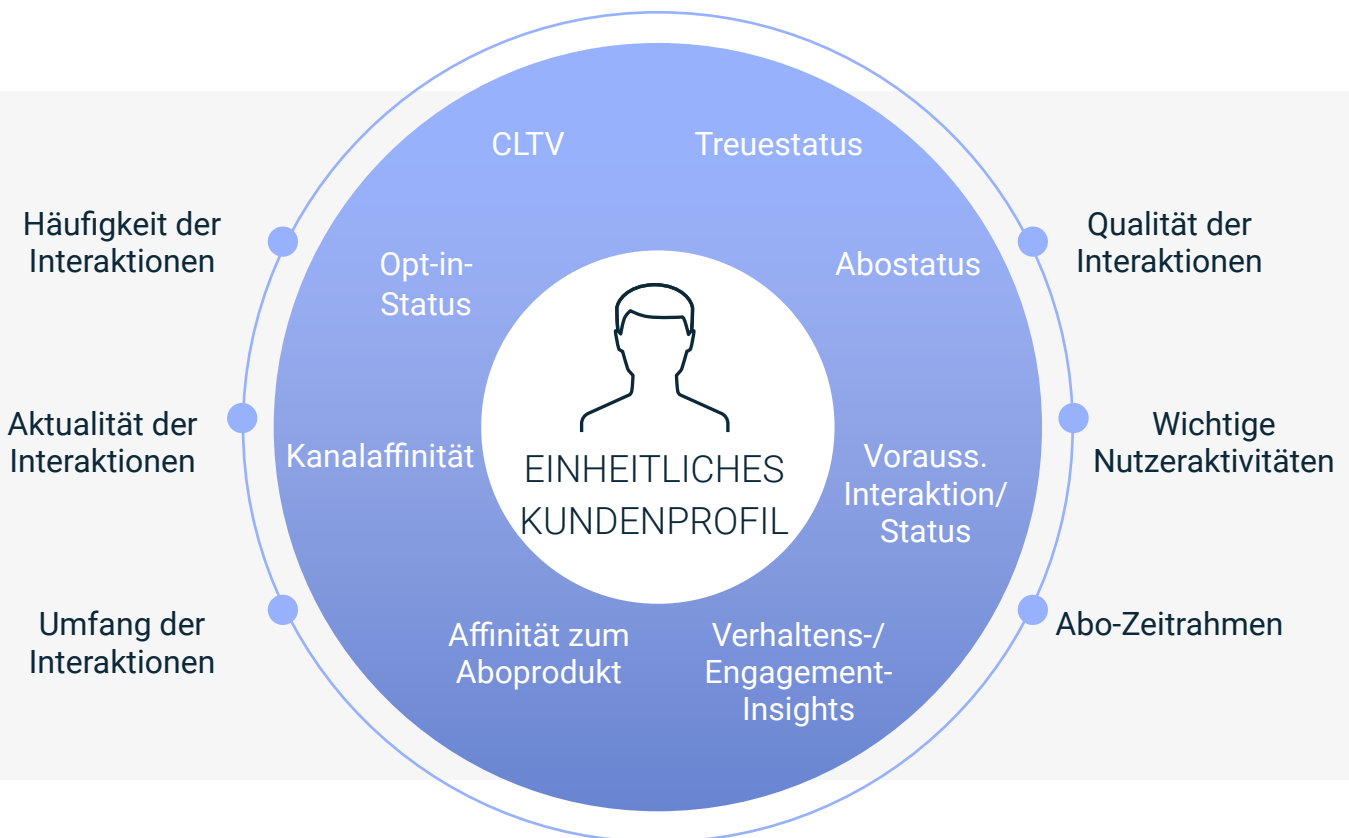 CLTV
Treuestatus
Häufigkeit der
Interaktionen
Opt-in-
Status
Abostatus
Qualität der
Interaktionen
Aktualität der
Interaktionen
Kanalaffinität
EINHEITLICHES
KUNDENPROFIL
Vorauss.
Interaktion/
Status
Wichtige
Nutzeraktivitäten
Umfang der
Interaktionen
Affinität zum
Aboprodukt
Verhaltens-/
Engagement-
Insights
Abo-Zeitrahmen